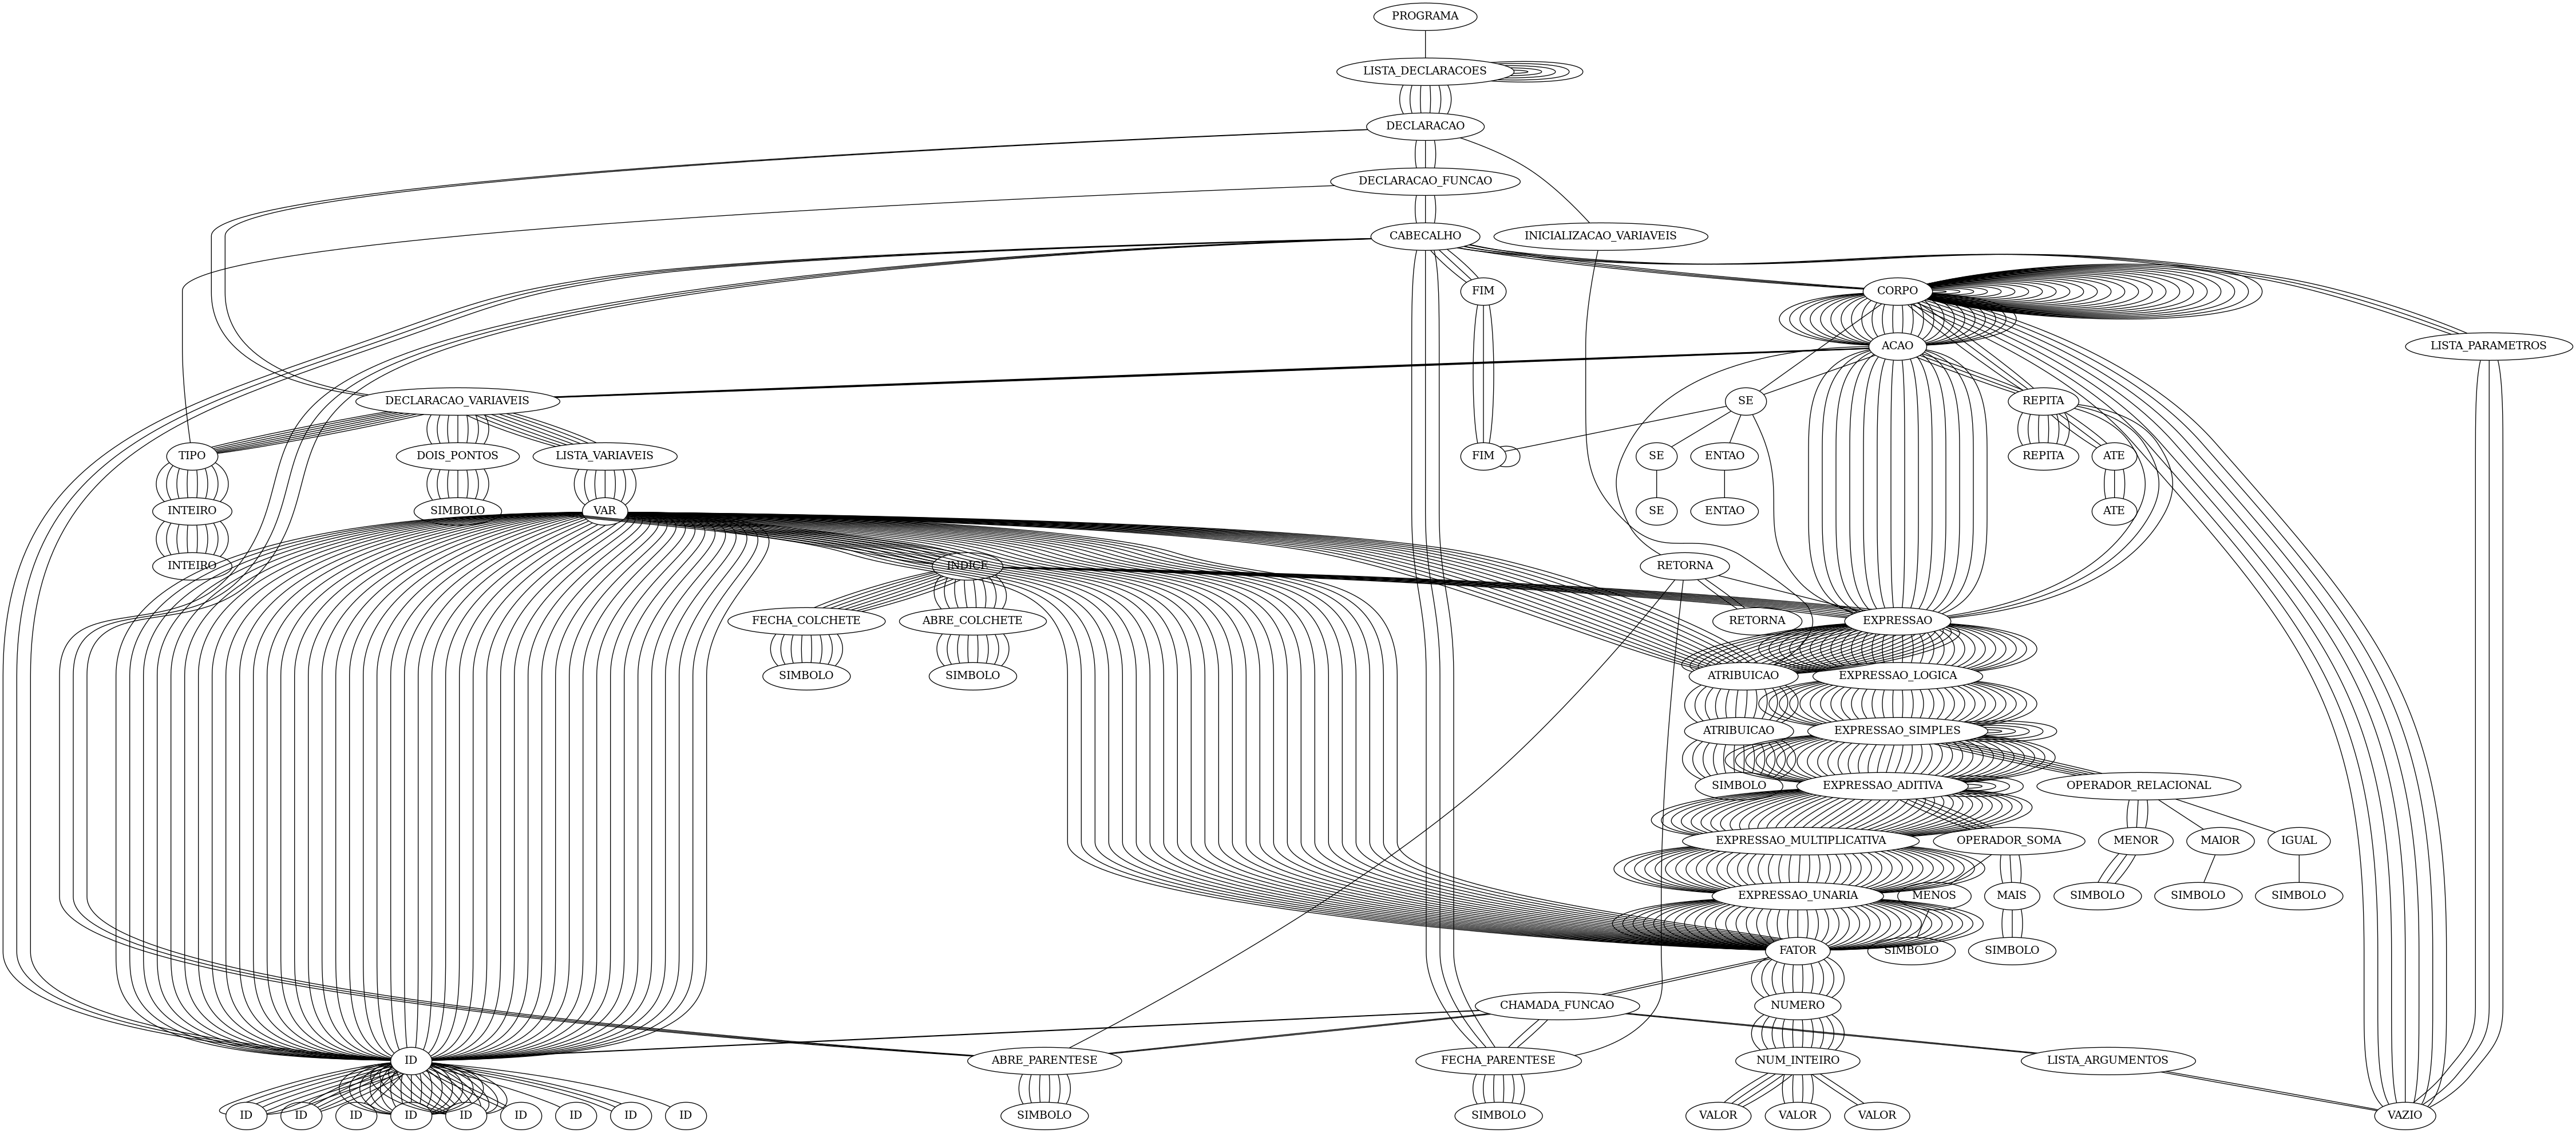 PROGRAMA
LISTA_DECLARACOES
DECLARACAO
DECLARACAO_FUNCAO
CABECALHO
INICIALIZACAO_VARIAVEIS
FIM
CORPO
ACAO
LISTA_PARAMETROS
DECLARACAO_VARIAVEIS
SE
REPITA
TIPO
DOIS_PONTOS
LISTA_VARIAVEIS
FIM
SE
ENTAO
REPITA
ATE
INTEIRO
SIMBOLO
VAR
SE
ENTAO
ATE
INTEIRO
INDICE
RETORNA
FECHA_COLCHETE
ABRE_COLCHETE
RETORNA
EXPRESSAO
SIMBOLO
SIMBOLO
ATRIBUICAO
EXPRESSAO_LOGICA
ATRIBUICAO
EXPRESSAO_SIMPLES
SIMBOLO
EXPRESSAO_ADITIVA
OPERADOR_RELACIONAL
EXPRESSAO_MULTIPLICATIVA
OPERADOR_SOMA
MENOR
MAIOR
IGUAL
EXPRESSAO_UNARIA
MENOS
MAIS
SIMBOLO
SIMBOLO
SIMBOLO
FATOR
SIMBOLO
SIMBOLO
CHAMADA_FUNCAO
NUMERO
ID
ABRE_PARENTESE
FECHA_PARENTESE
NUM_INTEIRO
LISTA_ARGUMENTOS
ID
ID
ID
ID
ID
ID
ID
ID
ID
SIMBOLO
SIMBOLO
VALOR
VALOR
VALOR
VAZIO